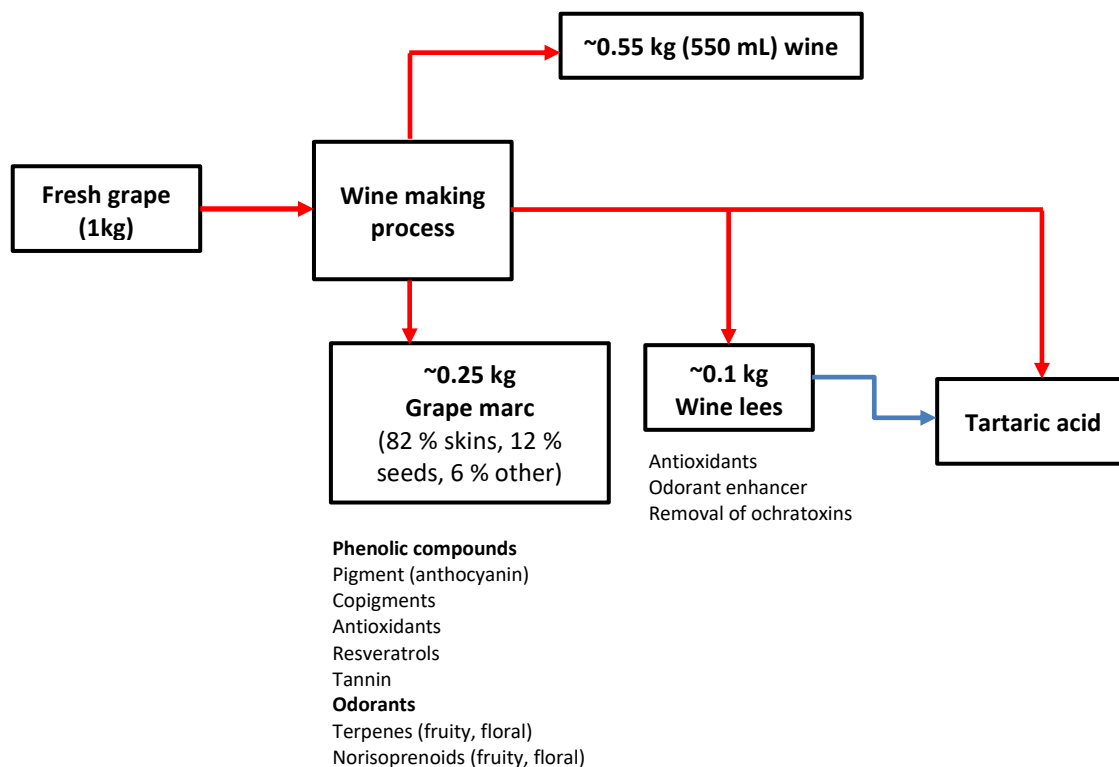 ~0.55 kg (550 mL) wine
Fresh grape
(1kg)
Wine making
process
~0.25 kg
Grape marc
(82 % skins, 12 %
seeds, 6 % other)
~0.1 kg
Wine lees
Tartaric acid
Antioxidants
Odorant enhancer
Removal of ochratoxins
Phenolic compounds
Pigment (anthocyanin)
Copigments
Antioxidants
Resveratrols
Tannin
Odorants
Terpenes (fruity, floral)
Norisoprenoids (fruity, floral)